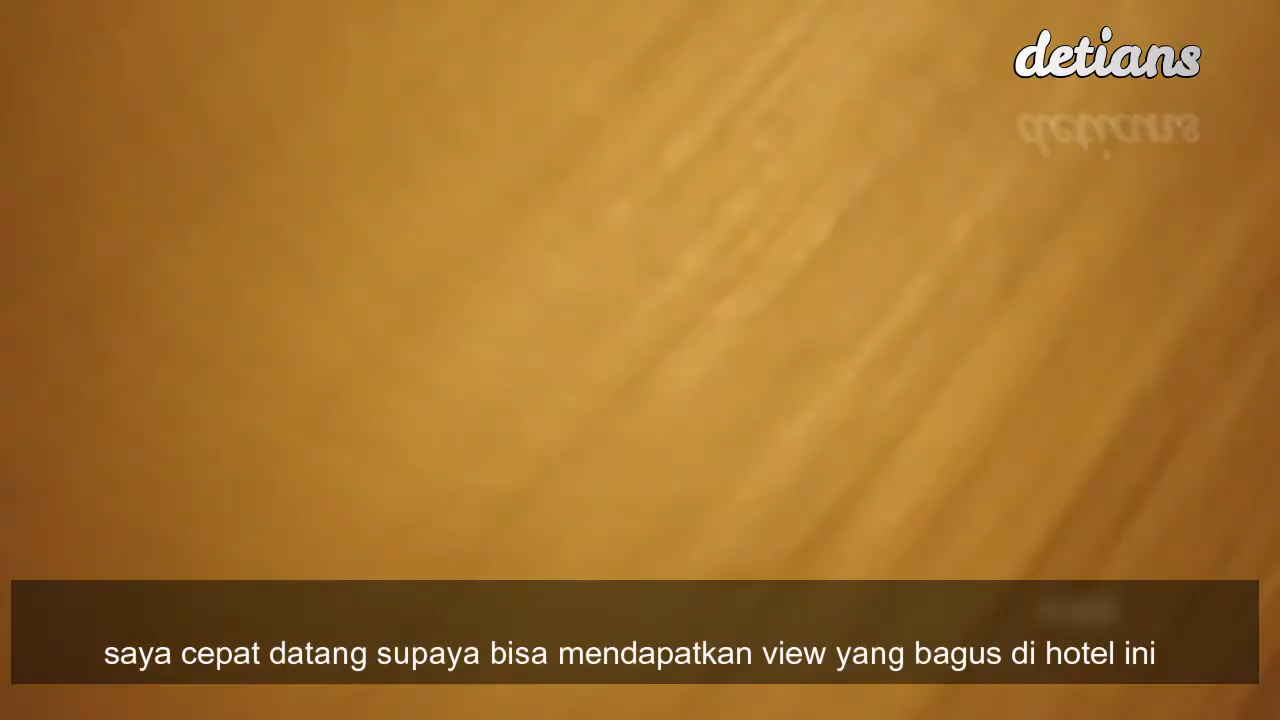 detians
saya cepat datang supaya bisa mendapatkan view yang bagus di hotel ini